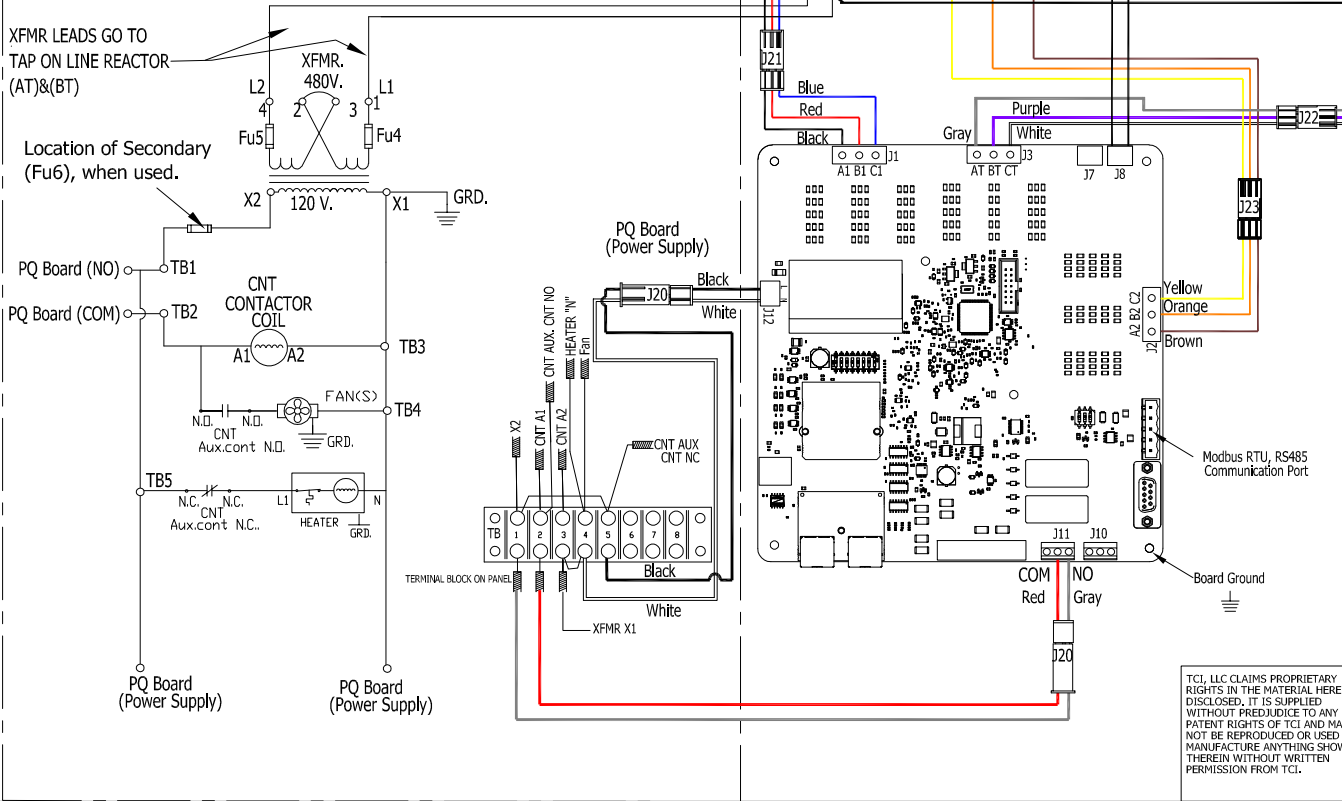 XFMR LEADS GO TO
TAP ON LINE REACTOR
(AT)&(BT)
XFMR.
480V.
L2
L1
4
2
3
1
Fu5
Fu4
Location of Secondary
(Fu6), when used.
X2
120 V.
X1
GRD.
PQ Board (NO)
TB1
CNT
CONTACTOR
COIL
PQ Board (COM)
TB2
A1
A2
TB3
FAN(S)
TB4
N.O.
N.O.
CNT
Aux.cont N.O.
GRD.
TB5
N.C.
N.C.
CNT
Aux.cont N.C..
L1
N
HEATER
GRD.
PQ Board
(Power Supply)
PQ Board
(Power Supply)
PQ Board
(Power Supply)
J20
Black
White
J12
L
N
X2
CNT A1
CNT AUX. CNT NO
CNT A2
HEATER "N"
Fan
CNT AUX
CNT NC
TB
1
2
3
4
5
6
7
8
TERMINAL BLOCK ON PANEL
Black
White
XFMR X1
J21
Blue
Red
Black
J1
A1 B1 C1
Gray
Purple
White
J3
AT BT CT
J7
J8
J22
J23
Yellow
Orange
Brown
A2 B2 C2
J2
Modbus RTU, RS485
Communication Port
J11
J10
COM
NO
Red
Gray
Board Ground
J20
TCI, LLC CLAIMS PROPRIETARY
RIGHTS IN THE MATERIAL HERE
DISCLOSED. IT IS SUPPLIED
WITHOUT PREDJUDICE TO ANY
PATENT RIGHTS OF TCI AND MA
NOT BE REPRODUCED OR USED
MANUFACTURE ANYTHING SHOW
THEREIN WITHOUT WRITTEN
PERMISSION FROM TCI.